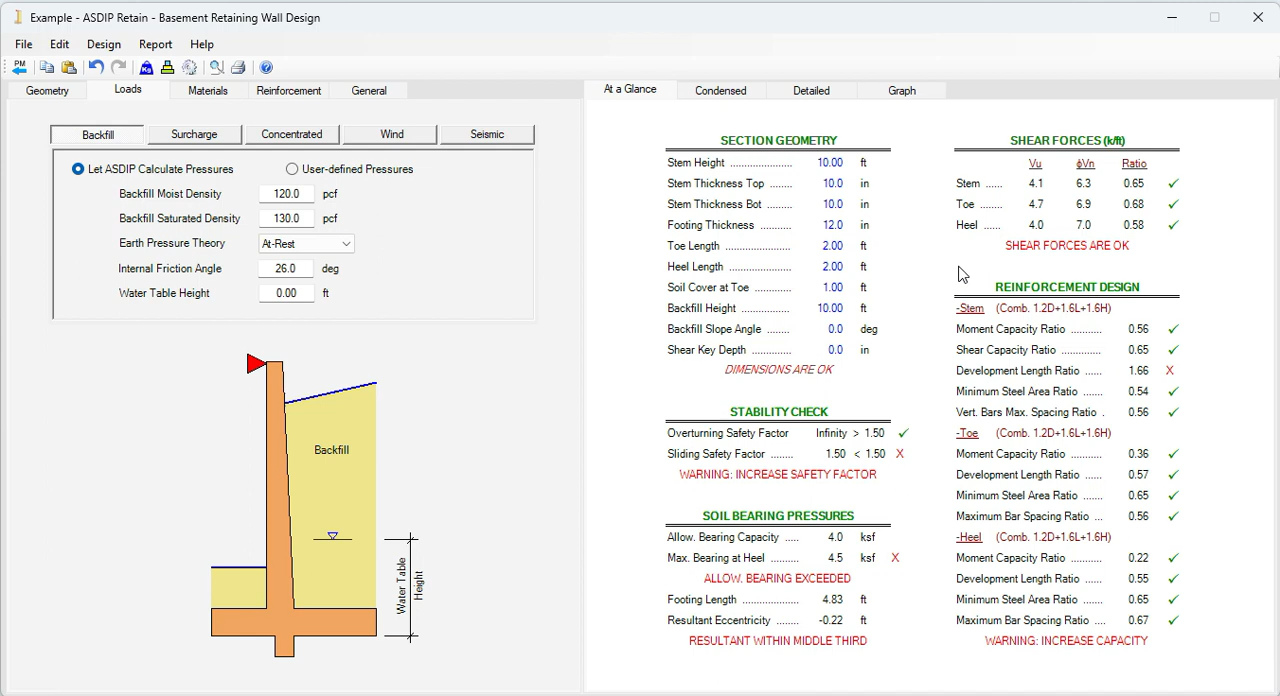 Example - ASDIP Retain - Basement Retaining Wall Design
File Edit Design Report Help
PM
Kg
Geometry Loads Materials Reinforcement General
Backfill Surcharge Concentrated Wind Seismic
Let ASDIP Calculate Pressures User-defined Pressures
Backfill Moist Density 120.0 pcf
Backfill Saturated Density 130.0 pcf
Earth Pressure Theory At-Rest
Internal Friction Angle 26.0 deg
Water Table Height 0.00 ft
Backfill
Water Table
Height
At a Glance Condensed Detailed Graph
SECTION GEOMETRY
Stem Height ..................... 10.00 ft
Stem Thickness Top ........ 10.0 in
Stem Thickness Bot ........ 10.0 in
Footing Thickness ........... 12.0 in
Toe Length ...................... 2.00 ft
Heel Length ..................... 2.00 ft
Soil Cover at Toe ............. 1.00 ft
Backfill Height .................. 10.00 ft
Backfill Slope Angle ........ 0.0 deg
Shear Key Depth .............. 0.0 in
DIMENSIONS ARE OK
STABILITY CHECK
Overturning Safety Factor Infinity > 1.50 ✓
Sliding Safety Factor ........ 1.50 < 1.50 X
WARNING: INCREASE SAFETY FACTOR
SOIL BEARING PRESSURES
Allow. Bearing Capacity ..... 4.0 ksf
Max. Bearing at Heel .......... 4.5 ksf X
ALLOW. BEARING EXCEEDED
Footing Length ................... 4.83 ft
Resultant Eccentricity ........ -0.22 ft
RESULTANT WITHIN MIDDLE THIRD
SHEAR FORCES (k/ft)
Vu ϕVn Ratio
Stem ...... 4.1 6.3 0.65 ✓
Toe ........ 4.7 6.9 0.68 ✓
Heel ...... 4.0 7.0 0.58 ✓
SHEAR FORCES ARE OK
REINFORCEMENT DESIGN
-Stem (Comb. 1.2D+1.6L+1.6H)
Moment Capacity Ratio ........... 0.56 ✓
Shear Capacity Ratio .............. 0.65 ✓
Development Length Ratio ...... 1.66 X
Minimum Steel Area Ratio ....... 0.54 ✓
Vert. Bars Max. Spacing Ratio . 0.56 ✓
-Toe (Comb. 1.2D+1.6L+1.6H)
Moment Capacity Ratio ........... 0.36 ✓
Development Length Ratio ...... 0.57 ✓
Minimum Steel Area Ratio ....... 0.65 ✓
Maximum Bar Spacing Ratio ... 0.56 ✓
-Heel (Comb. 1.2D+1.6L+1.6H)
Moment Capacity Ratio ........... 0.22 ✓
Development Length Ratio ...... 0.55 ✓
Minimum Steel Area Ratio ....... 0.65 ✓
Maximum Bar Spacing Ratio .... 0.67 ✓
WARNING: INCREASE CAPACITY